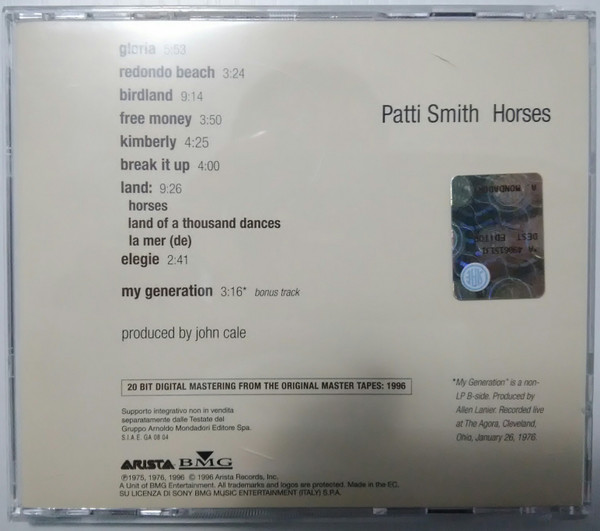 gloria 5:53
redondo beach 3:24
birdland 9:14
free money 3:50
kimberly 4:25
break it up 4:00
land: 9:26
horses
land of a thousand dances
la mer (de)
elegie 2:41
my generation 3:16* bonus track
produced by john cale
Patti Smith Horses
20 BIT DIGITAL MASTERING FROM THE ORIGINAL MASTER TAPES: 1996
Supporto integrativo non in vendita
separatamente dalle Testate del
Gruppo Arnoldo Mondadori Editore Spa.
S.I.A.E. GA 08 04
"My Generation" is a non-
LP B-side. Produced by
Allen Lanier. Recorded live
at The Agora, Cleveland,
Ohio, January 26, 1976.
ARISTA BMG
℗1975, 1976, 1996 © 1996 Arista Records, Inc.
A Unit of BMG Entertainment. All trademarks and logos are protected. Made in the EC.
SU LICENZA DI SONY BMG MUSIC ENTERTAINMENT (ITALY) S.P.A.
A. MONDADO
DEST. EDITOR
SIAE